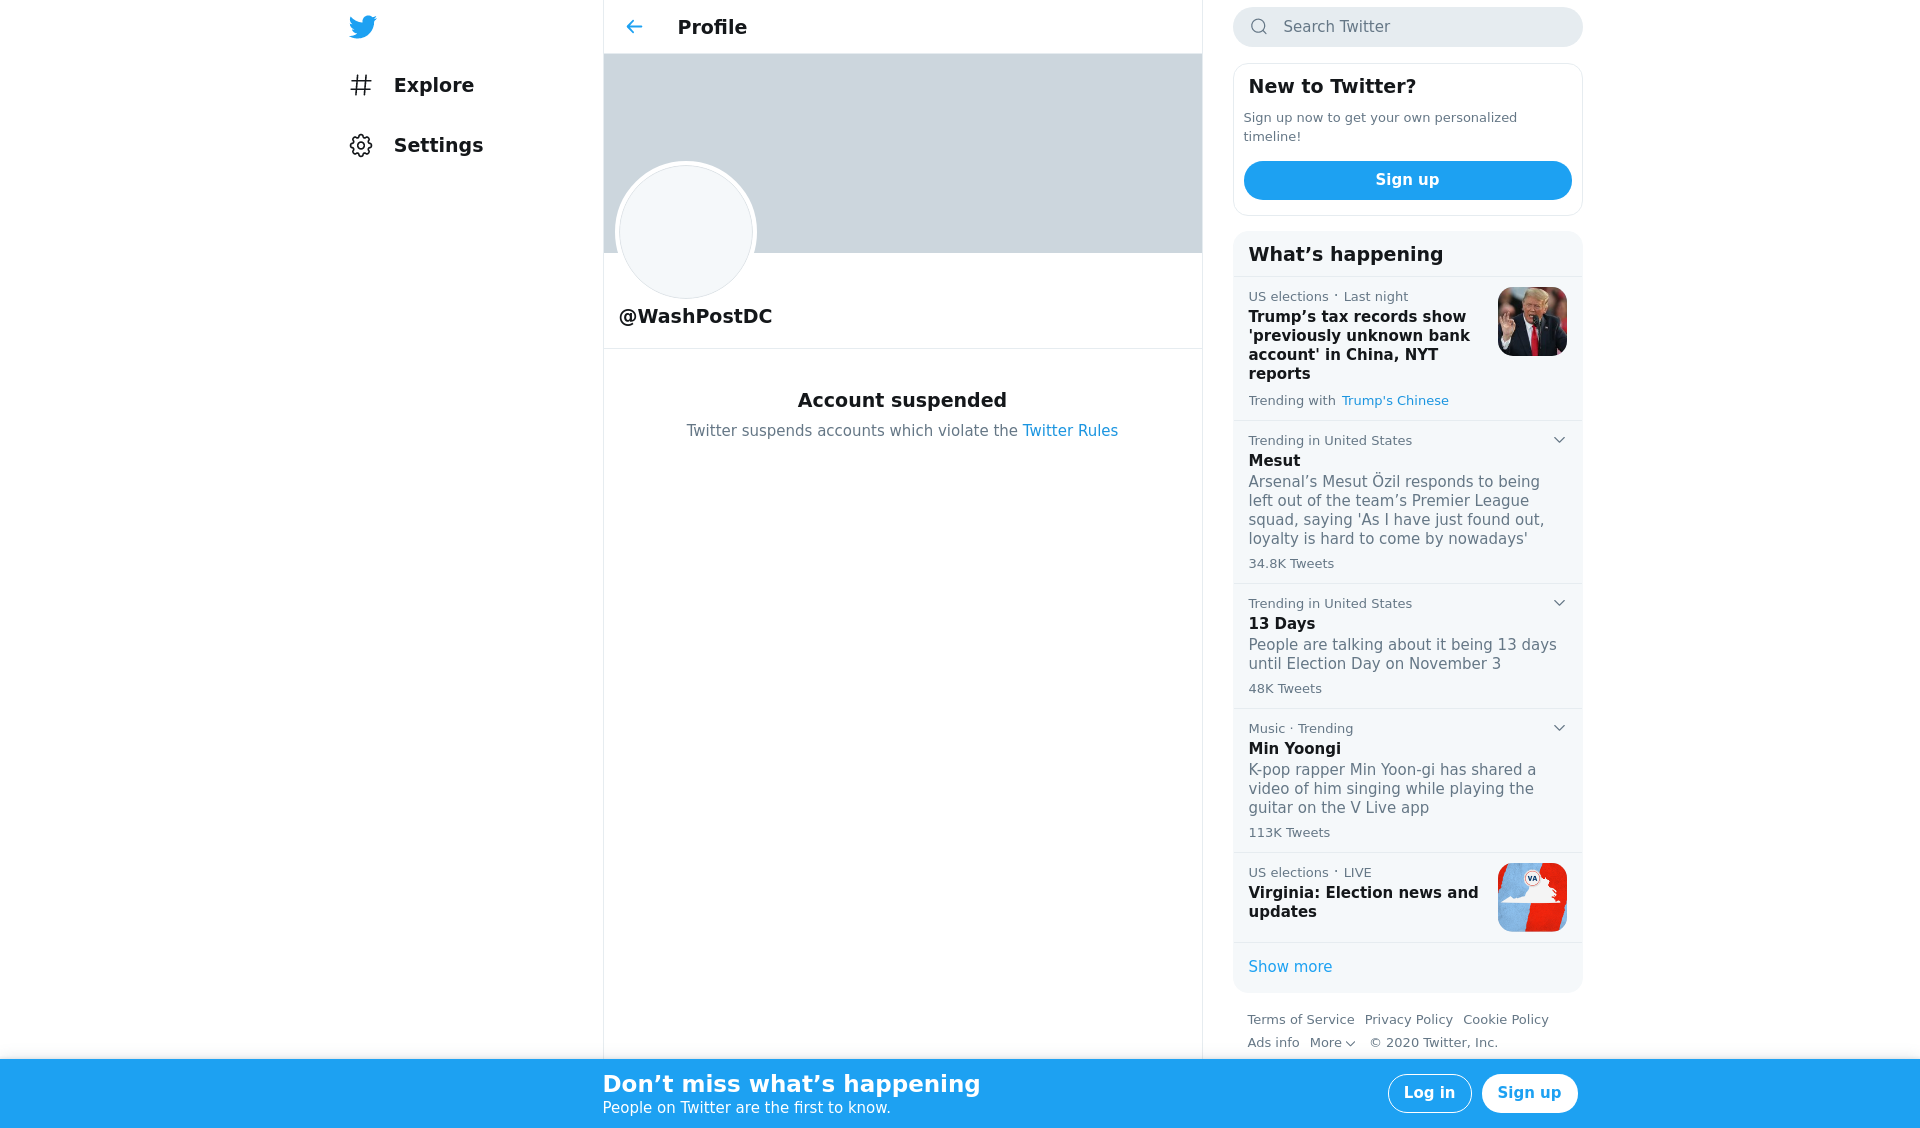 Explore
Settings
Profile
@WashPostDC
Account suspended
Twitter suspends accounts which violate the Twitter Rules
Search Twitter
New to Twitter?
Sign up now to get your own personalized
timeline!
Sign up
What’s happening
US elections · Last night
Trump’s tax records show
'previously unknown bank
account' in China, NYT
reports
Trending with Trump's Chinese
Trending in United States
Mesut
Arsenal’s Mesut Özil responds to being
left out of the team’s Premier League
squad, saying 'As I have just found out,
loyalty is hard to come by nowadays'
34.8K Tweets
Trending in United States
13 Days
People are talking about it being 13 days
until Election Day on November 3
48K Tweets
Music · Trending
Min Yoongi
K-pop rapper Min Yoon-gi has shared a
video of him singing while playing the
guitar on the V Live app
113K Tweets
US elections · LIVE
Virginia: Election news and
updates
VA
Show more
Terms of Service Privacy Policy Cookie Policy
Ads info More © 2020 Twitter, Inc.
Don’t miss what’s happening
People on Twitter are the first to know.
Log in
Sign up